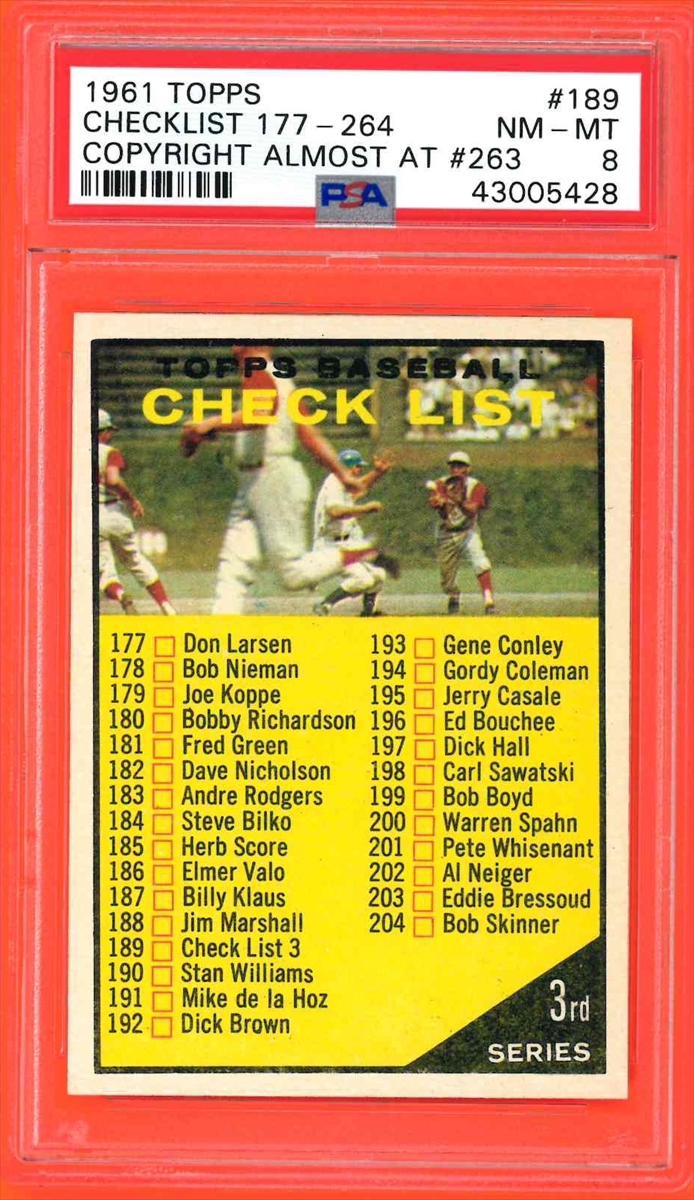 1961 TOPPS #189
CHECKLIST 177-264 NM-MT
COPYRIGHT ALMOST AT #263 8
PSA 43005428
TOPPS BASEBALL
CHECK LIST
177 Don Larsen
178 Bob Nieman
179 Joe Koppe
180 Bobby Richardson
181 Fred Green
182 Dave Nicholson
183 Andre Rodgers
184 Steve Bilko
185 Herb Score
186 Elmer Valo
187 Billy Klaus
188 Jim Marshall
189 Check List 3
190 Stan Williams
191 Mike de la Hoz
192 Dick Brown
193 Gene Conley
194 Gordy Coleman
195 Jerry Casale
196 Ed Bouchee
197 Dick Hall
198 Carl Sawatski
199 Bob Boyd
200 Warren Spahn
201 Pete Whisenant
202 Al Neiger
203 Eddie Bressoud
204 Bob Skinner
3rd
SERIES